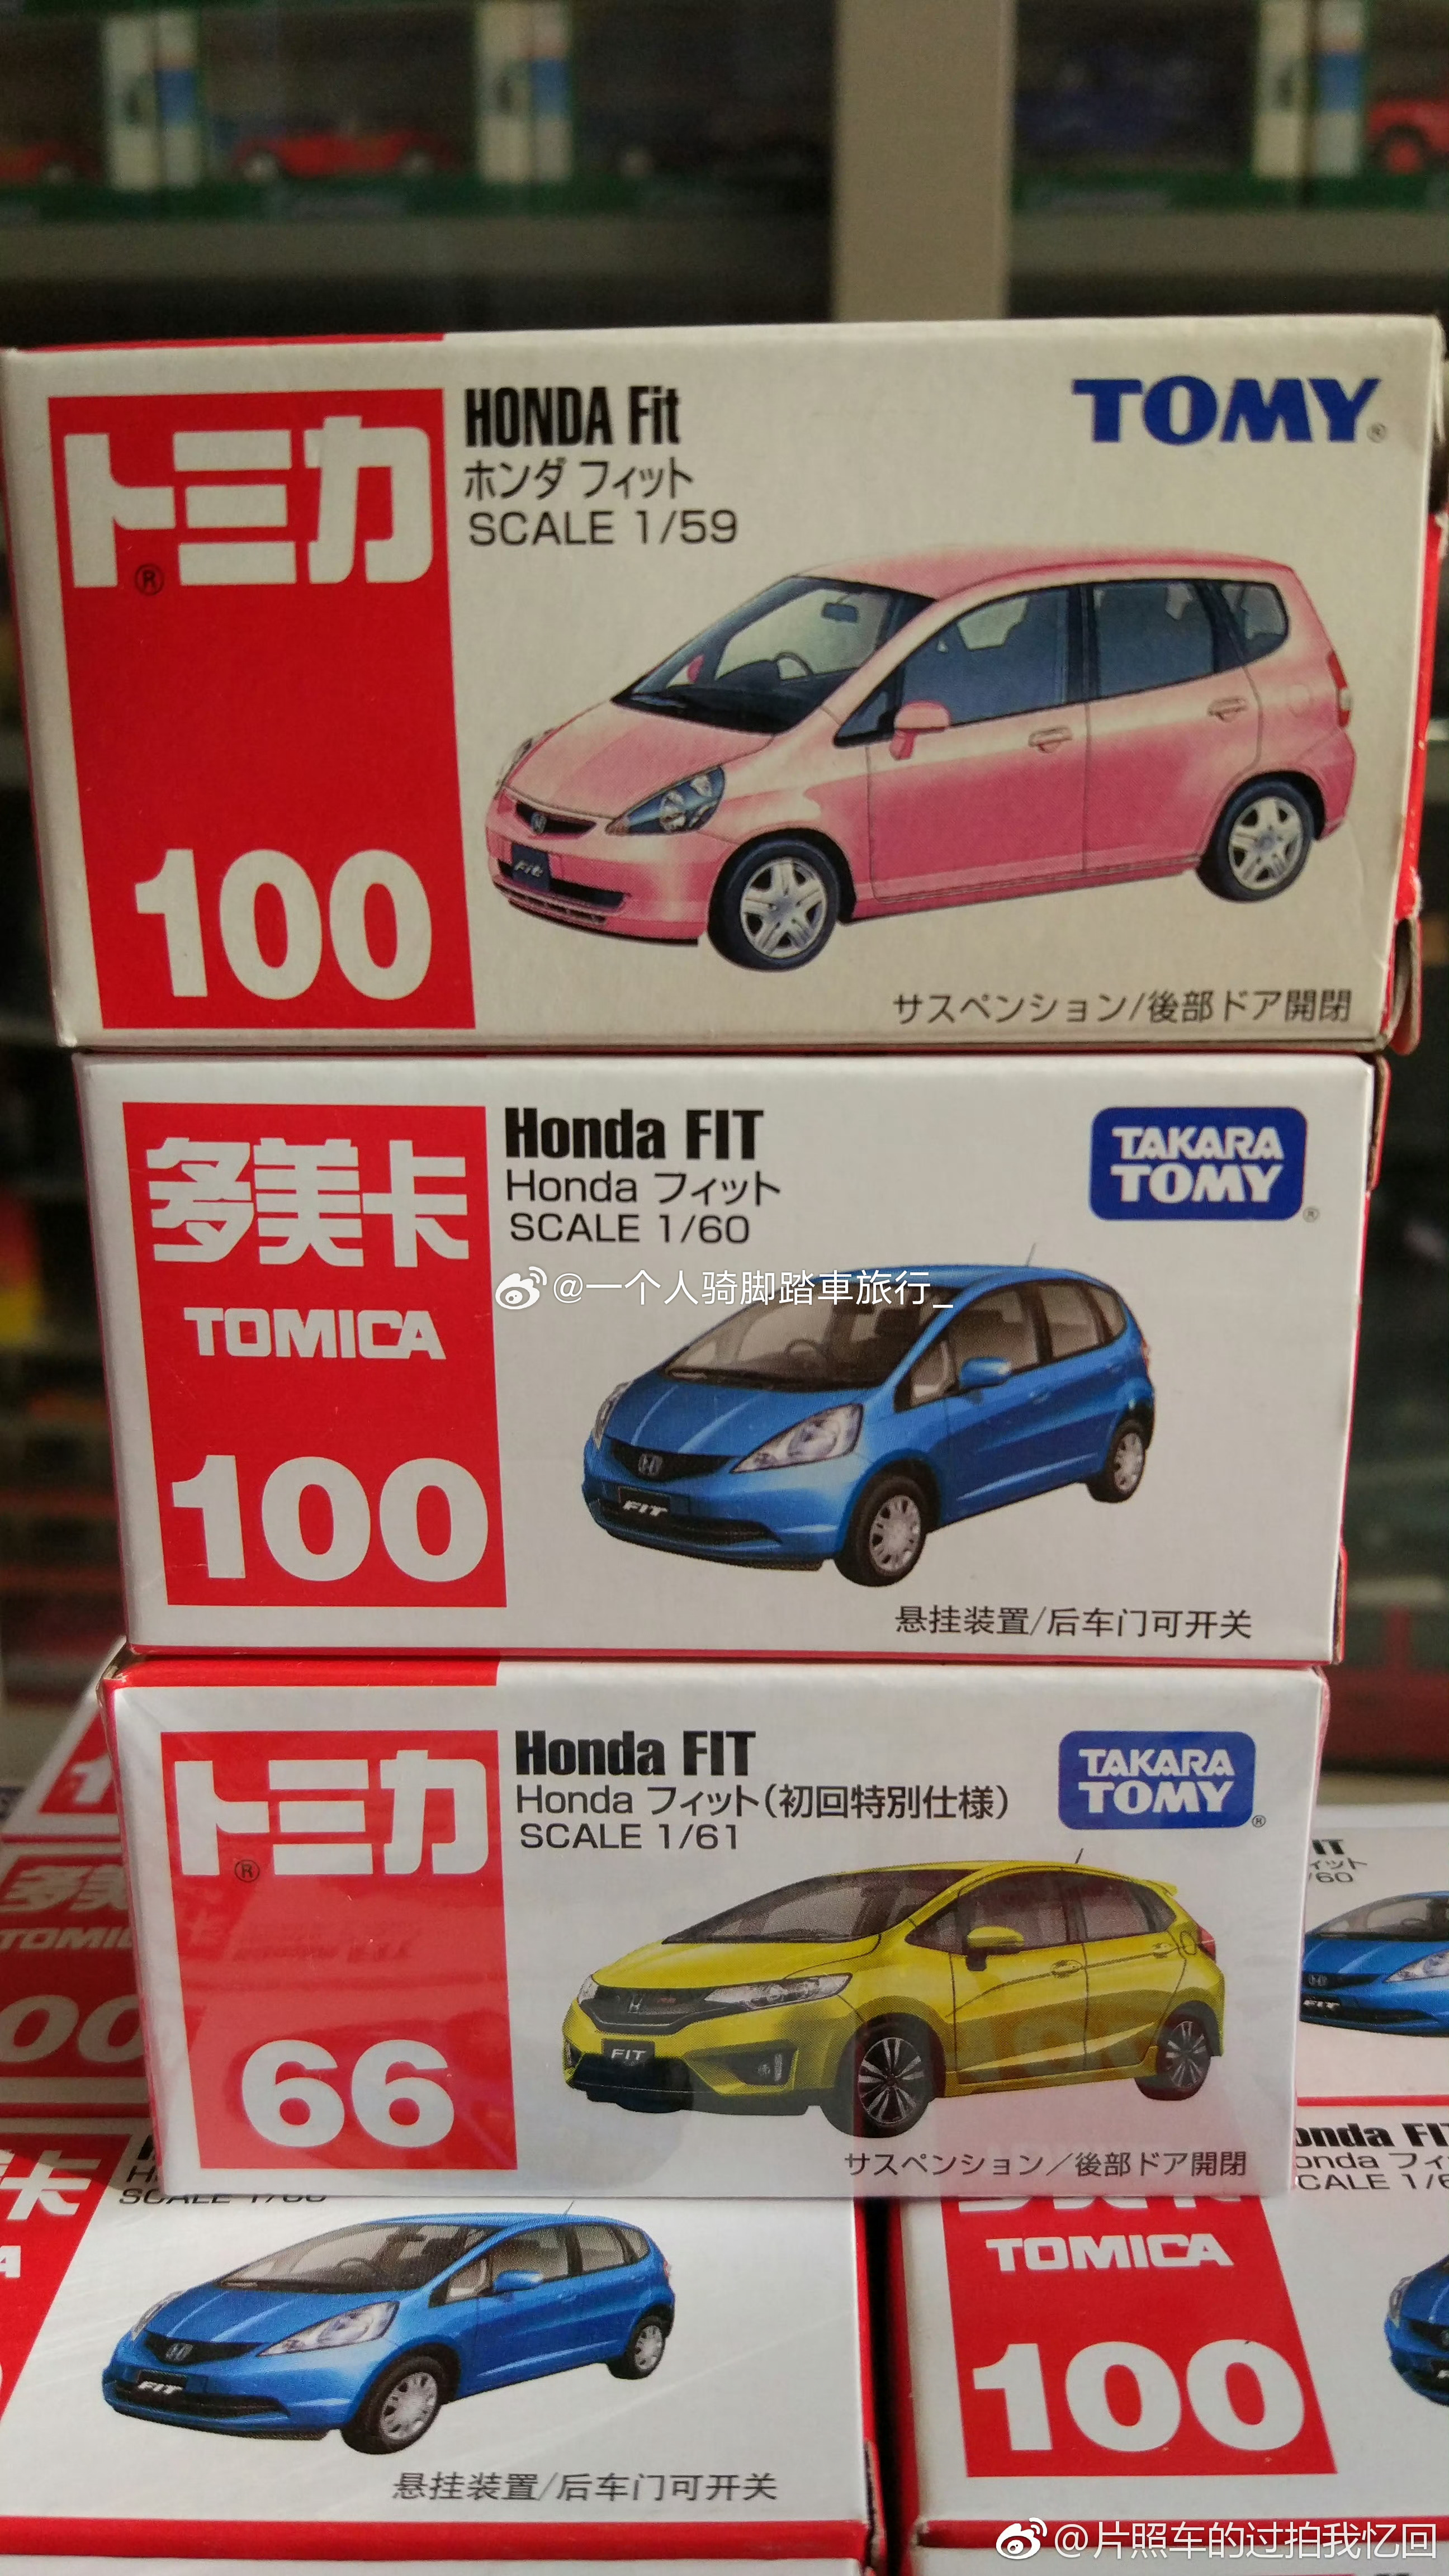 トミカ
®
100
HONDA Fit
ホンダ フィット
SCALE 1/59
TOMY®
Fit
サスペンション/後部ドア開閉
多美卡
TOMICA
100
Honda FIT
Honda フィット
SCALE 1/60
TAKARA
TOMY®
@一个人骑脚踏車旅行_
FIT
悬挂装置/后车门可开关
トミカ
®
66
Honda FIT
Honda フィット(初回特別仕様)
SCALE 1/61
TAKARA
TOMY®
FIT
サスペンション/後部ドア開閉
FIT
FIT
悬挂装置/后车门可开关
TOMICA
100
@片照车的过拍我忆回